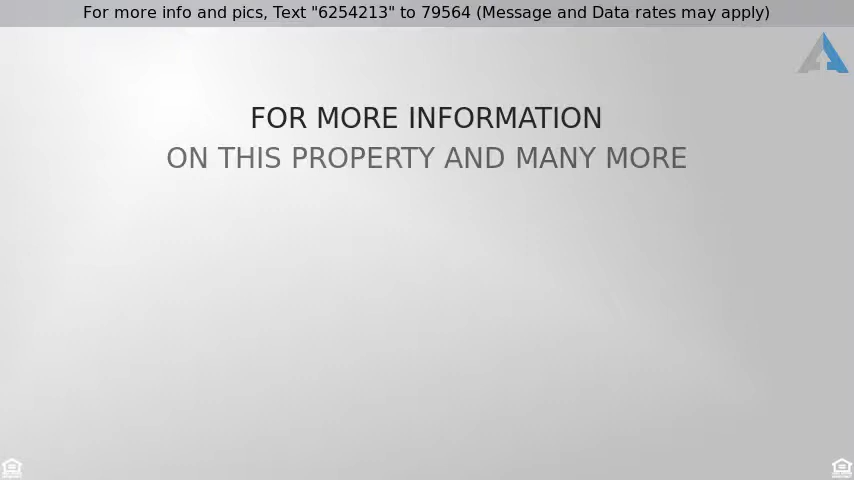 For more info and pics, Text "6254213" to 79564 (Message and Data rates may apply)
FOR MORE INFORMATION
ON THIS PROPERTY AND MANY MORE